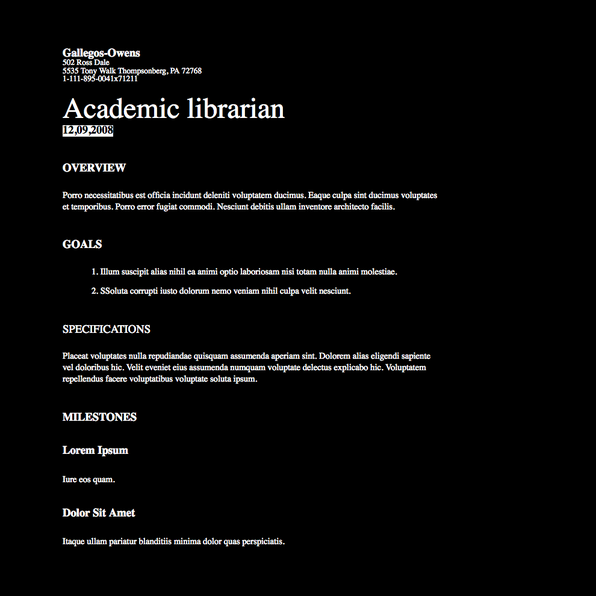 Gallegos-Owens
502 Ross Dale
5535 Tony Walk Thompsonberg, PA 72768
1-111-895-0041x71211
Academic librarian
12,09,2008
OVERVIEW
Porro necessitatibus est officia incidunt deleniti voluptatem ducimus. Eaque culpa sint ducimus voluptates
et temporibus. Porro error fugiat commodi. Nesciunt debitis ullam inventore architecto facilis.
GOALS
1. Illum suscipit alias nihil ea animi optio laboriosam nisi totam nulla animi molestiae.
2. SSoluta corrupti iusto dolorum nemo veniam nihil culpa velit nesciunt.
SPECIFICATIONS
Placeat voluptates nulla repudiandae quisquam assumenda aperiam sint. Dolorem alias eligendi sapiente
vel doloribus hic. Velit eveniet eius assumenda numquam voluptate delectus explicabo hic. Voluptatem
repellendus facere voluptatibus voluptate soluta ipsum.
MILESTONES
Lorem Ipsum
Iure eos quam.
Dolor Sit Amet
Itaque ullam pariatur blanditiis minima dolor quas perspiciatis.